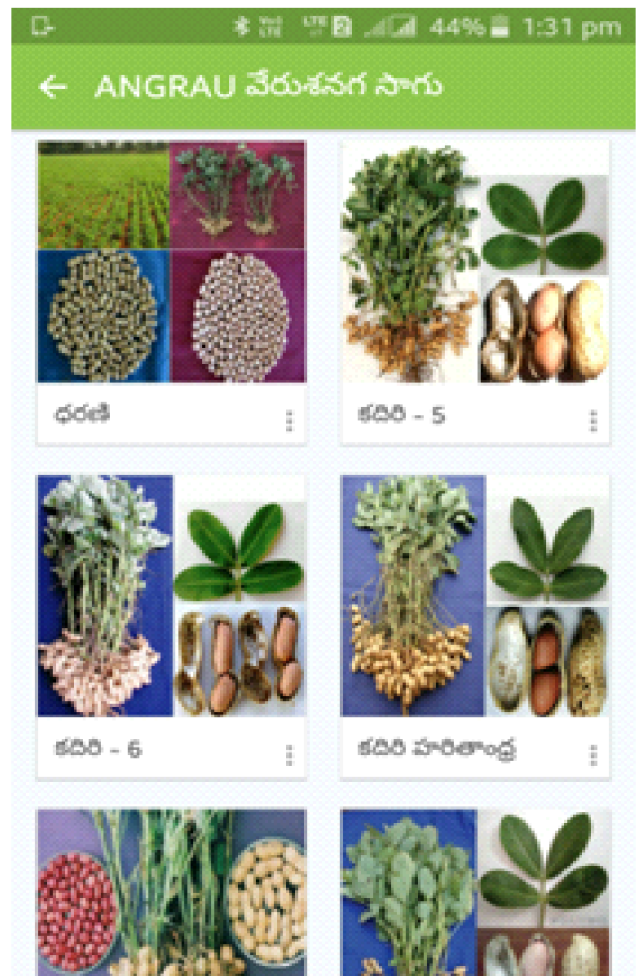 44% 1:31 pm
ANGRAU వేరుశనగ సాగు
ధరణి
కదిరి - 5
కదిరి - 6
కదిరి హరితాంధ్ర